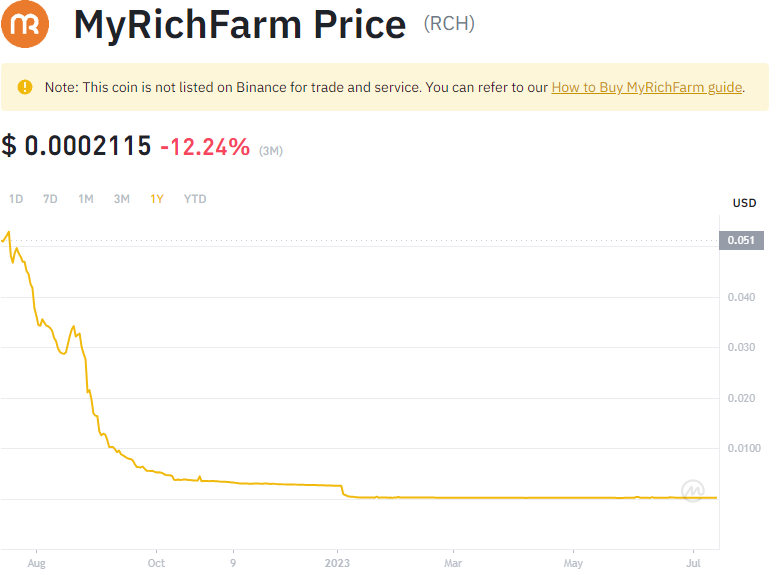 MR
MyRichFarm Price (RCH)
Note: This coin is not listed on Binance for trade and service. You can refer to our How to Buy MyRichFarm guide.
$ 0.0002115 -12.24% (3M)
1D 7D 1M 3M 1Y YTD
USD
0.051
0.040
0.030
0.020
0.0100
Aug Oct 9 2023 Mar May Jul